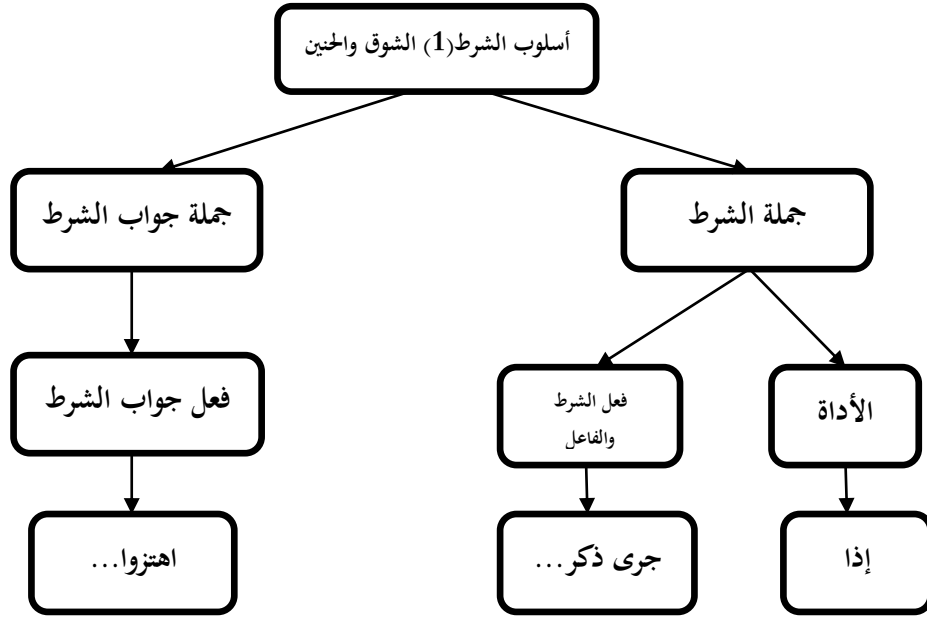 أسلوب الشرط(1) الشوق والحنين
جملة الشرط
جملة جواب الشرط
الأداة
فعل الشرط
والفاعل
فعل جواب الشرط
إذا
جرى ذكر...
اهتزوا...